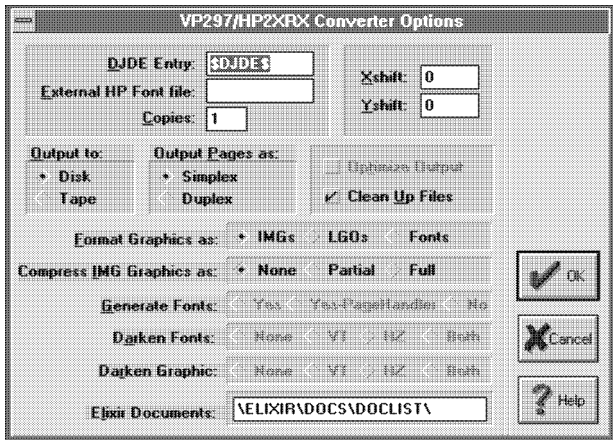 VP297/HP2XRX Converter Options
DJDE Entry: $DJDE$
External HP Font file:
Copies: 1
Xshift: 0
Yshift: 0
Output to:
Disk
Tape
Output Pages as:
Simplex
Duplex
Optimize Output
Clean Up Files
Format Graphics as: IMGs LGOs Fonts
Compress IMG Graphics as: None Partial Full
Generate Fonts: Yes Yes-PageHandler No
Darken Fonts: None VT HZ Both
Darken Graphic: None VT HZ Both
Elixir Documents: \ELIXIR\DOCS\DOCLIST\
OK
Cancel
Help